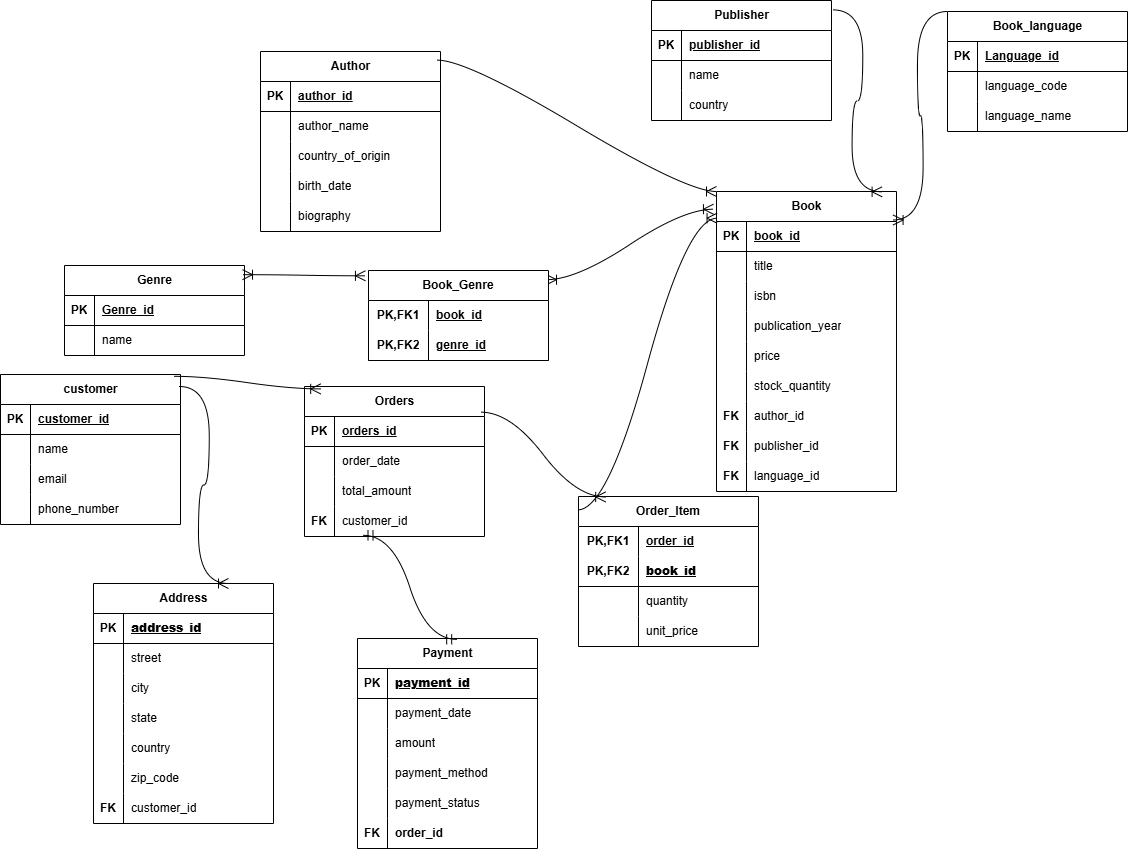 Publisher
PK publisher_id
name
country
Book_language
PK Language_id
language_code
language_name
Author
PK author_id
author_name
country_of_origin
birth_date
biography
Book
PK book_id
title
isbn
publication_year
price
stock_quantity
FK author_id
FK publisher_id
FK language_id
Genre
PK Genre_id
name
Book_Genre
PK,FK1 book_id
PK,FK2 genre_id
customer
PK customer_id
name
email
phone_number
Orders
PK orders_id
order_date
total_amount
FK customer_id
Order_Item
PK,FK1 order_id
PK,FK2 book_id
quantity
unit_price
Address
PK address_id
street
city
state
country
zip_code
FK customer_id
Payment
PK payment_id
payment_date
amount
payment_method
payment_status
FK order_id